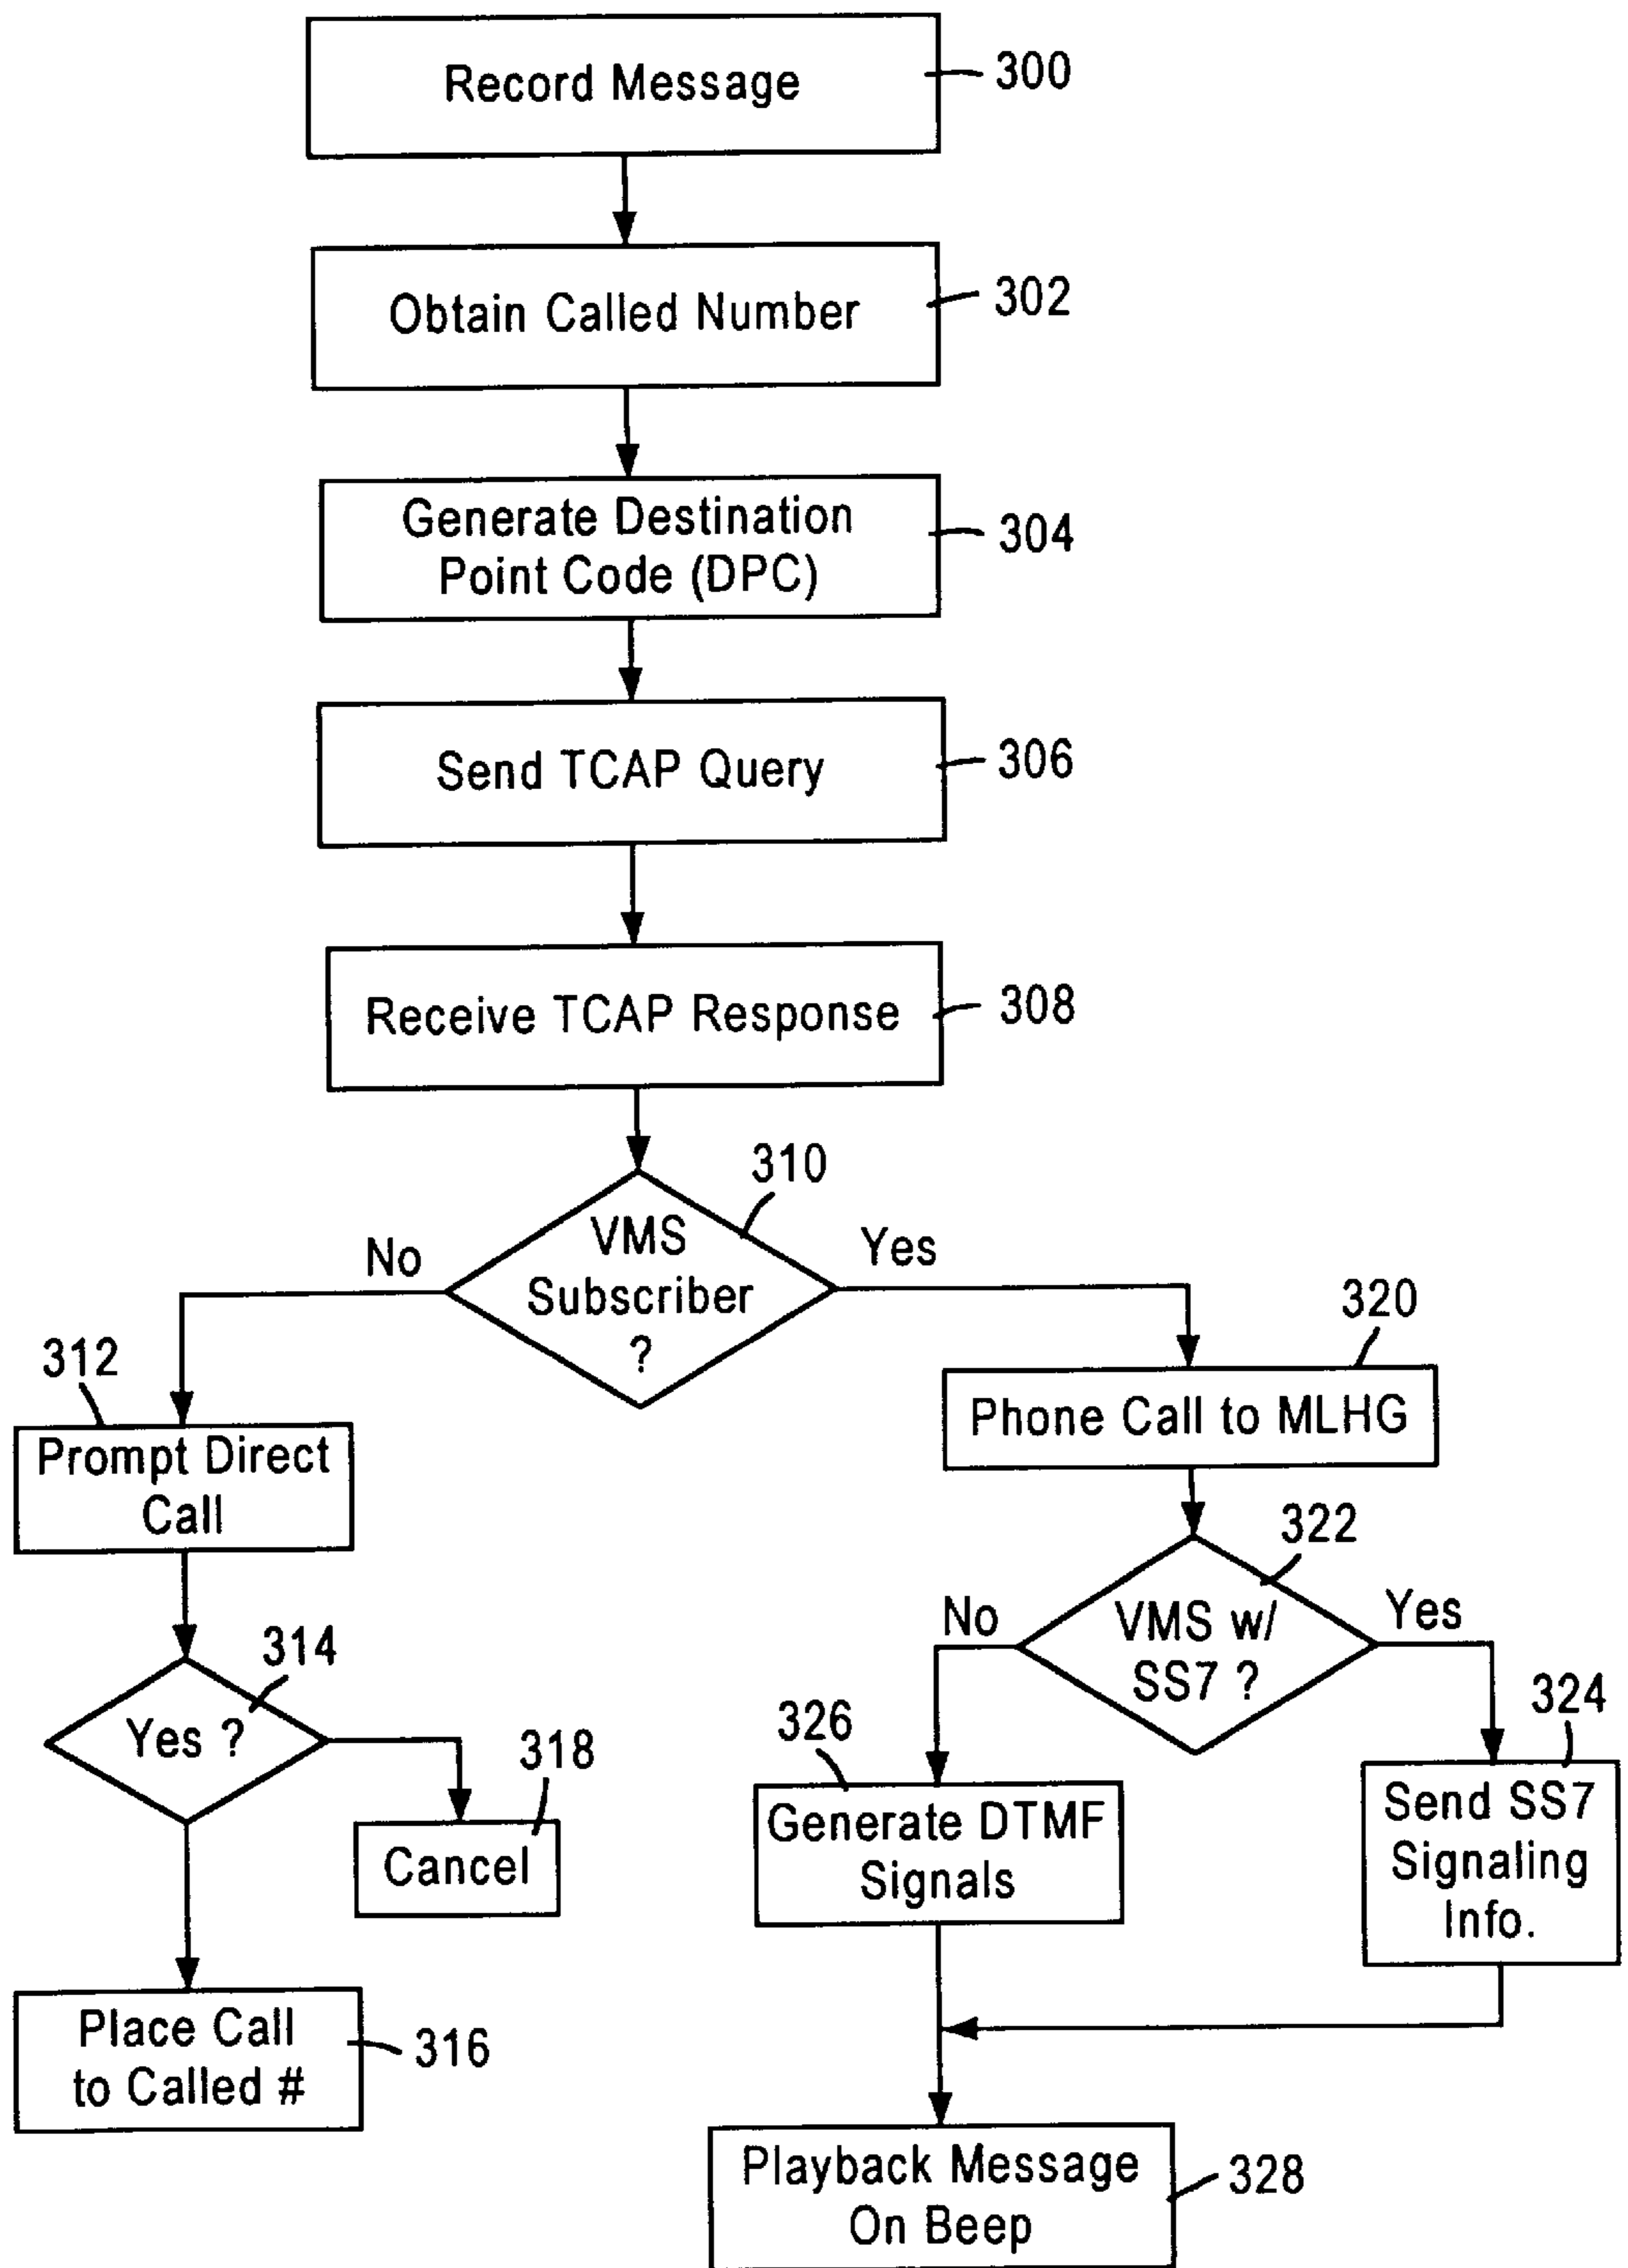 Record Message
300
Obtain Called Number
302
Generate Destination
Point Code (DPC)
304
Send TCAP Query
306
Receive TCAP Response
308
310
VMS
Subscriber
?
No
Yes
312
Prompt Direct
Call
320
Phone Call to MLHG
314
Yes ?
322
VMS w/
SS7 ?
No
Yes
318
Cancel
326
Generate DTMF
Signals
324
Send SS7
Signaling
Info.
Place Call
to Called #
316
Playback Message
On Beep
328